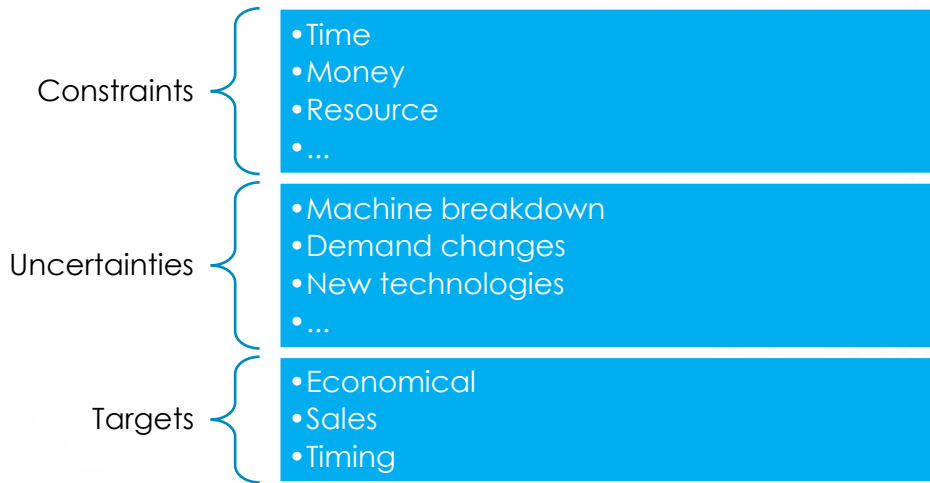 Constraints
•Time
•Money
•Resource
•...
Uncertainties
•Machine breakdown
•Demand changes
•New technologies
•...
Targets
•Economical
•Sales
•Timing